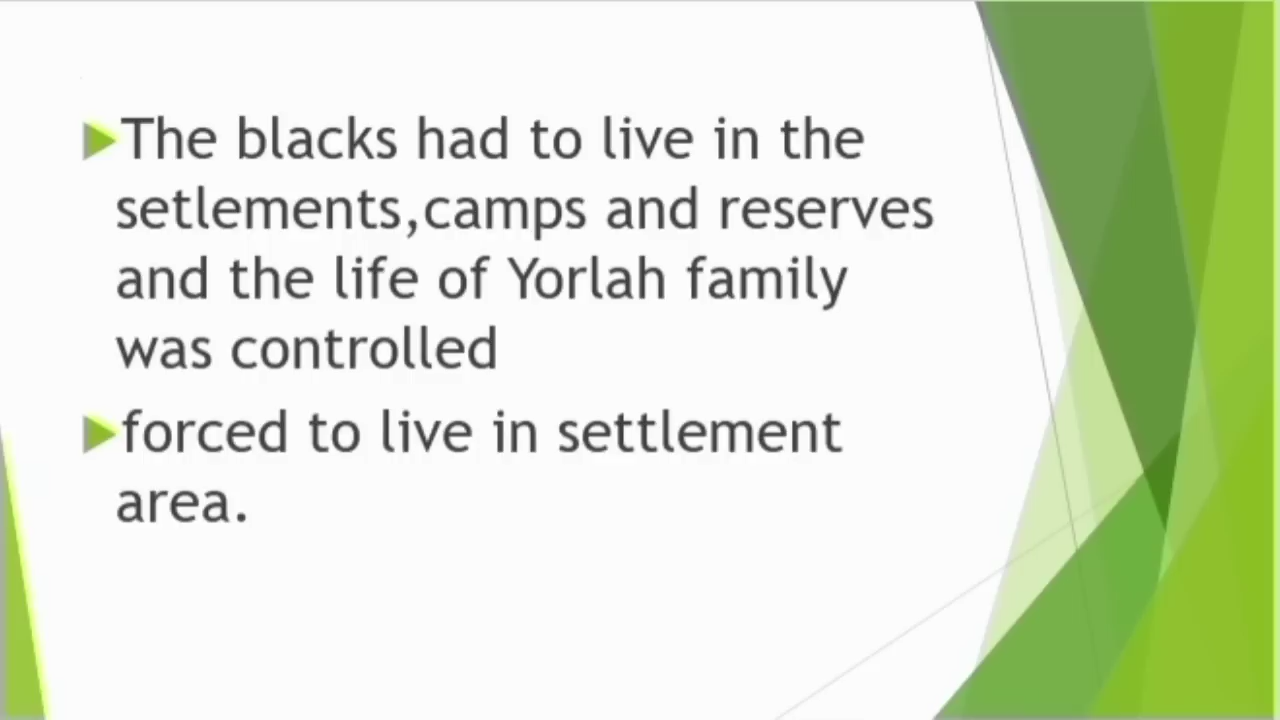 The blacks had to live in the
setlements,camps and reserves
and the life of Yorlah family
was controlled
forced to live in settlement
area.